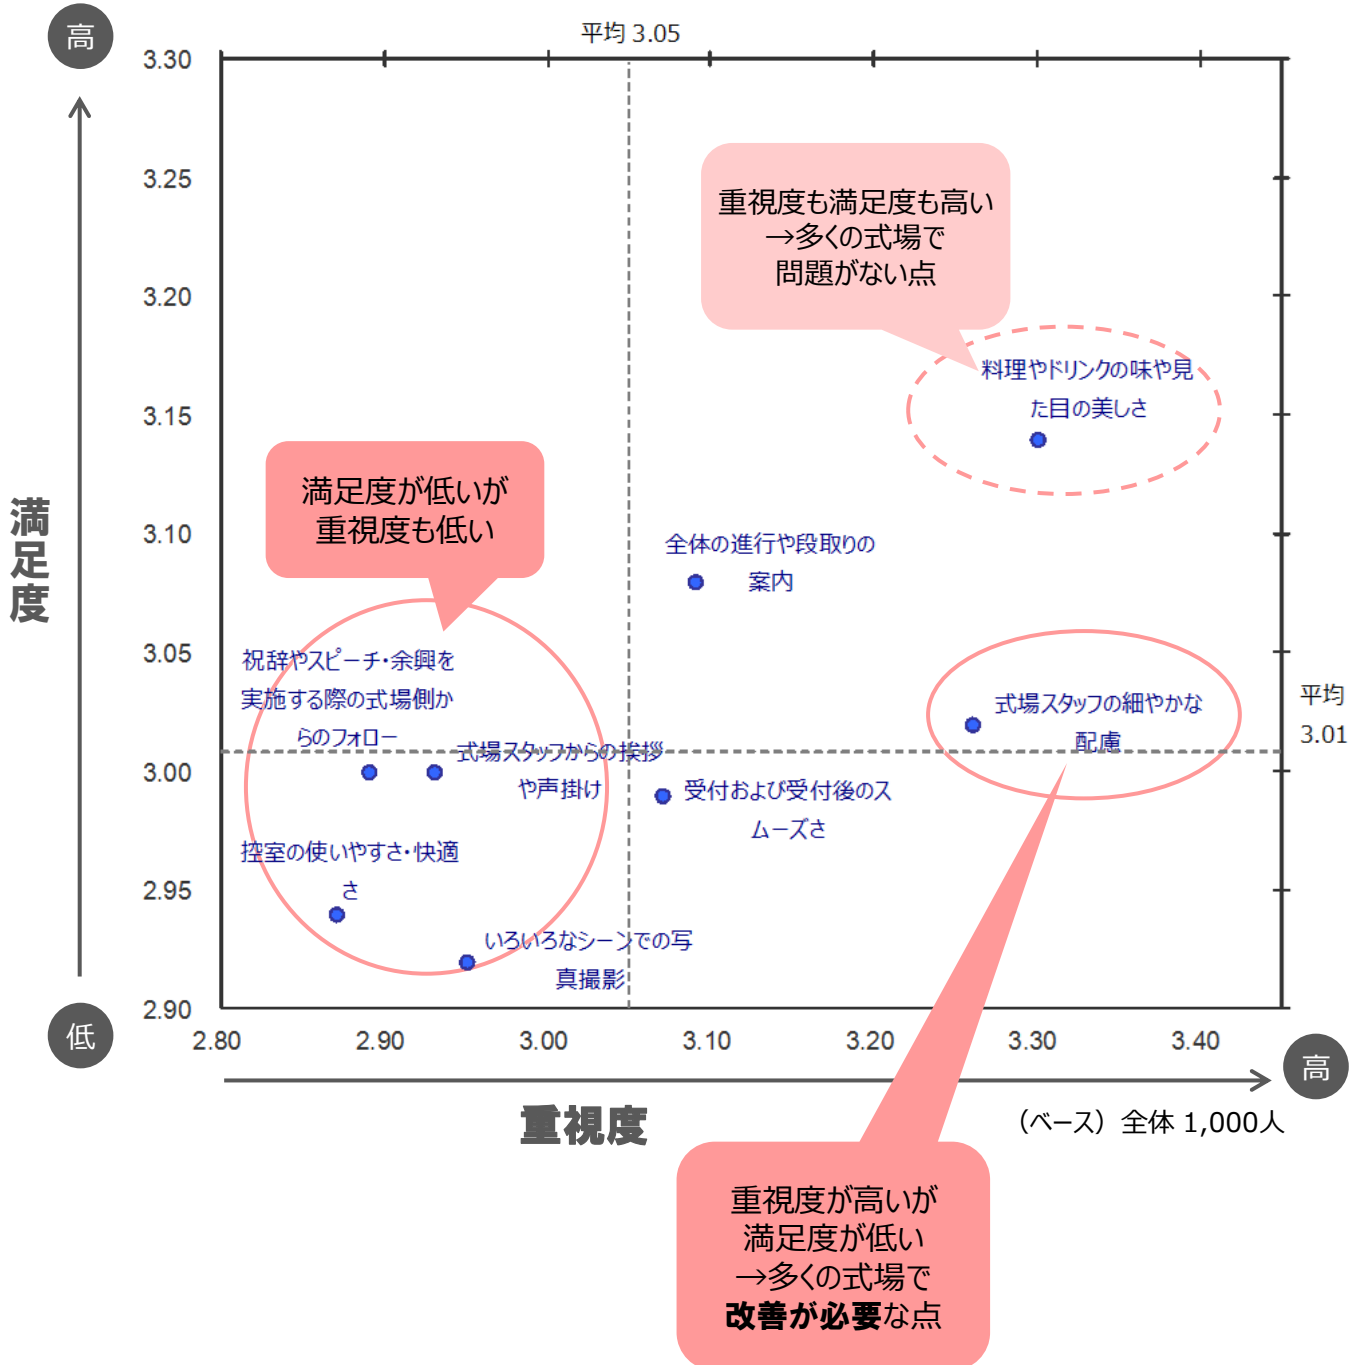 高
平均 3.05
3.30
3.25
3.20
3.15
3.10
3.05
3.00
2.95
2.90
満足度
低
重視度も満足度も高い
→多くの式場で
問題がない点
料理やドリンクの味や見
た目の美しさ
満足度が低いが
重視度も低い
全体の進行や段取りの
案内
祝辞やスピーチ・余興を
実施する際の式場側か
らのフォロー
式場スタッフからの挨拶
や声掛け
式場スタッフの細やかな
配慮
平均
3.01
受付および受付後のス
ムーズさ
控室の使いやすさ・快適
さ
いろいろなシーンでの写
真撮影
2.80
2.90
3.00
3.10
3.20
3.30
3.40
高
重視度
（ベース）全体 1,000人
重視度が高いが
満足度が低い
→多くの式場で
改善が必要な点